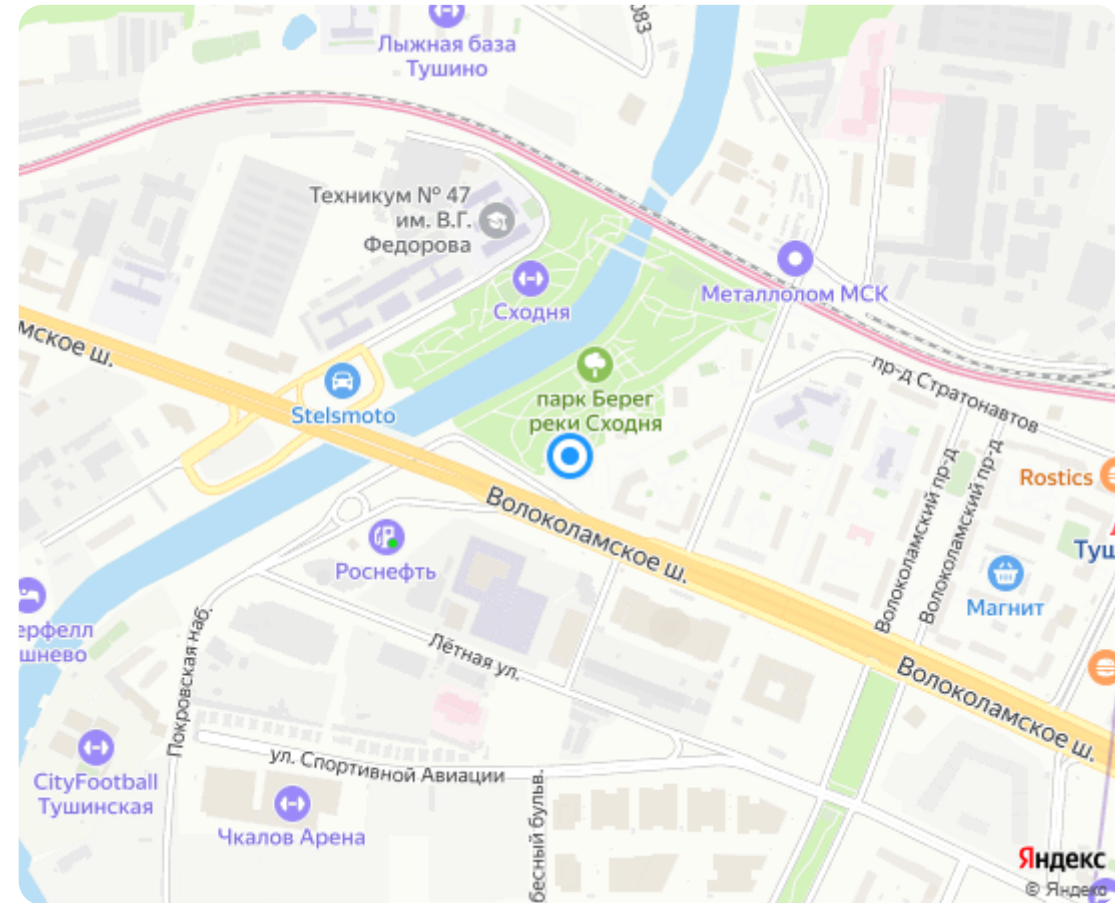 083
Лыжная база
Тушино
Техникум № 47
им. В.Г.
Федорова
Сходня
Металлолом МСК
мское ш.
Stelsmoto
парк Берег
реки Сходня
пр-д Стратонавтов
Rostics
Волоколамское ш.
Волоколамский пр-д
Волоколамский пр-д
Туш
Роснефть
Магнит
ерфелл
шнево
Покровская наб.
Лётная ул.
Волоколамское ш.
CityFootball
Тушинская
ул. Спортивной Авиации
Чкалов Арена
бесный бульв.
Яндекс
© Яндекс